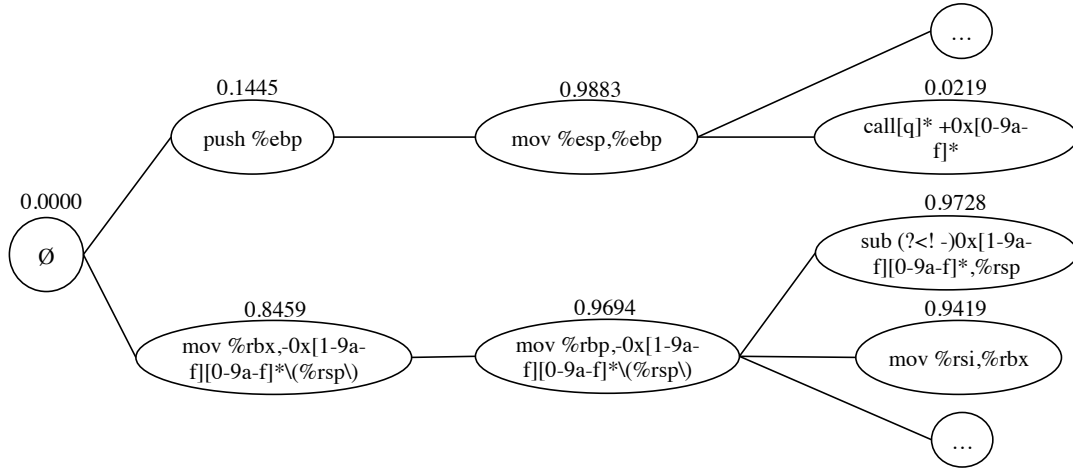 …
0.1445
push %ebp
0.9883
mov %esp,%ebp
0.0219
call[q]* +0x[0-9a-
f]*
0.0000
Ø
0.9728
sub (?<! -)0x[1-9a-
f][0-9a-f]*,%rsp
0.8459
mov %rbx,-0x[1-9a-
f][0-9a-f]*\(%rsp\)
0.9694
mov %rbp,-0x[1-9a-
f][0-9a-f]*\(%rsp\)
0.9419
mov %rsi,%rbx
…